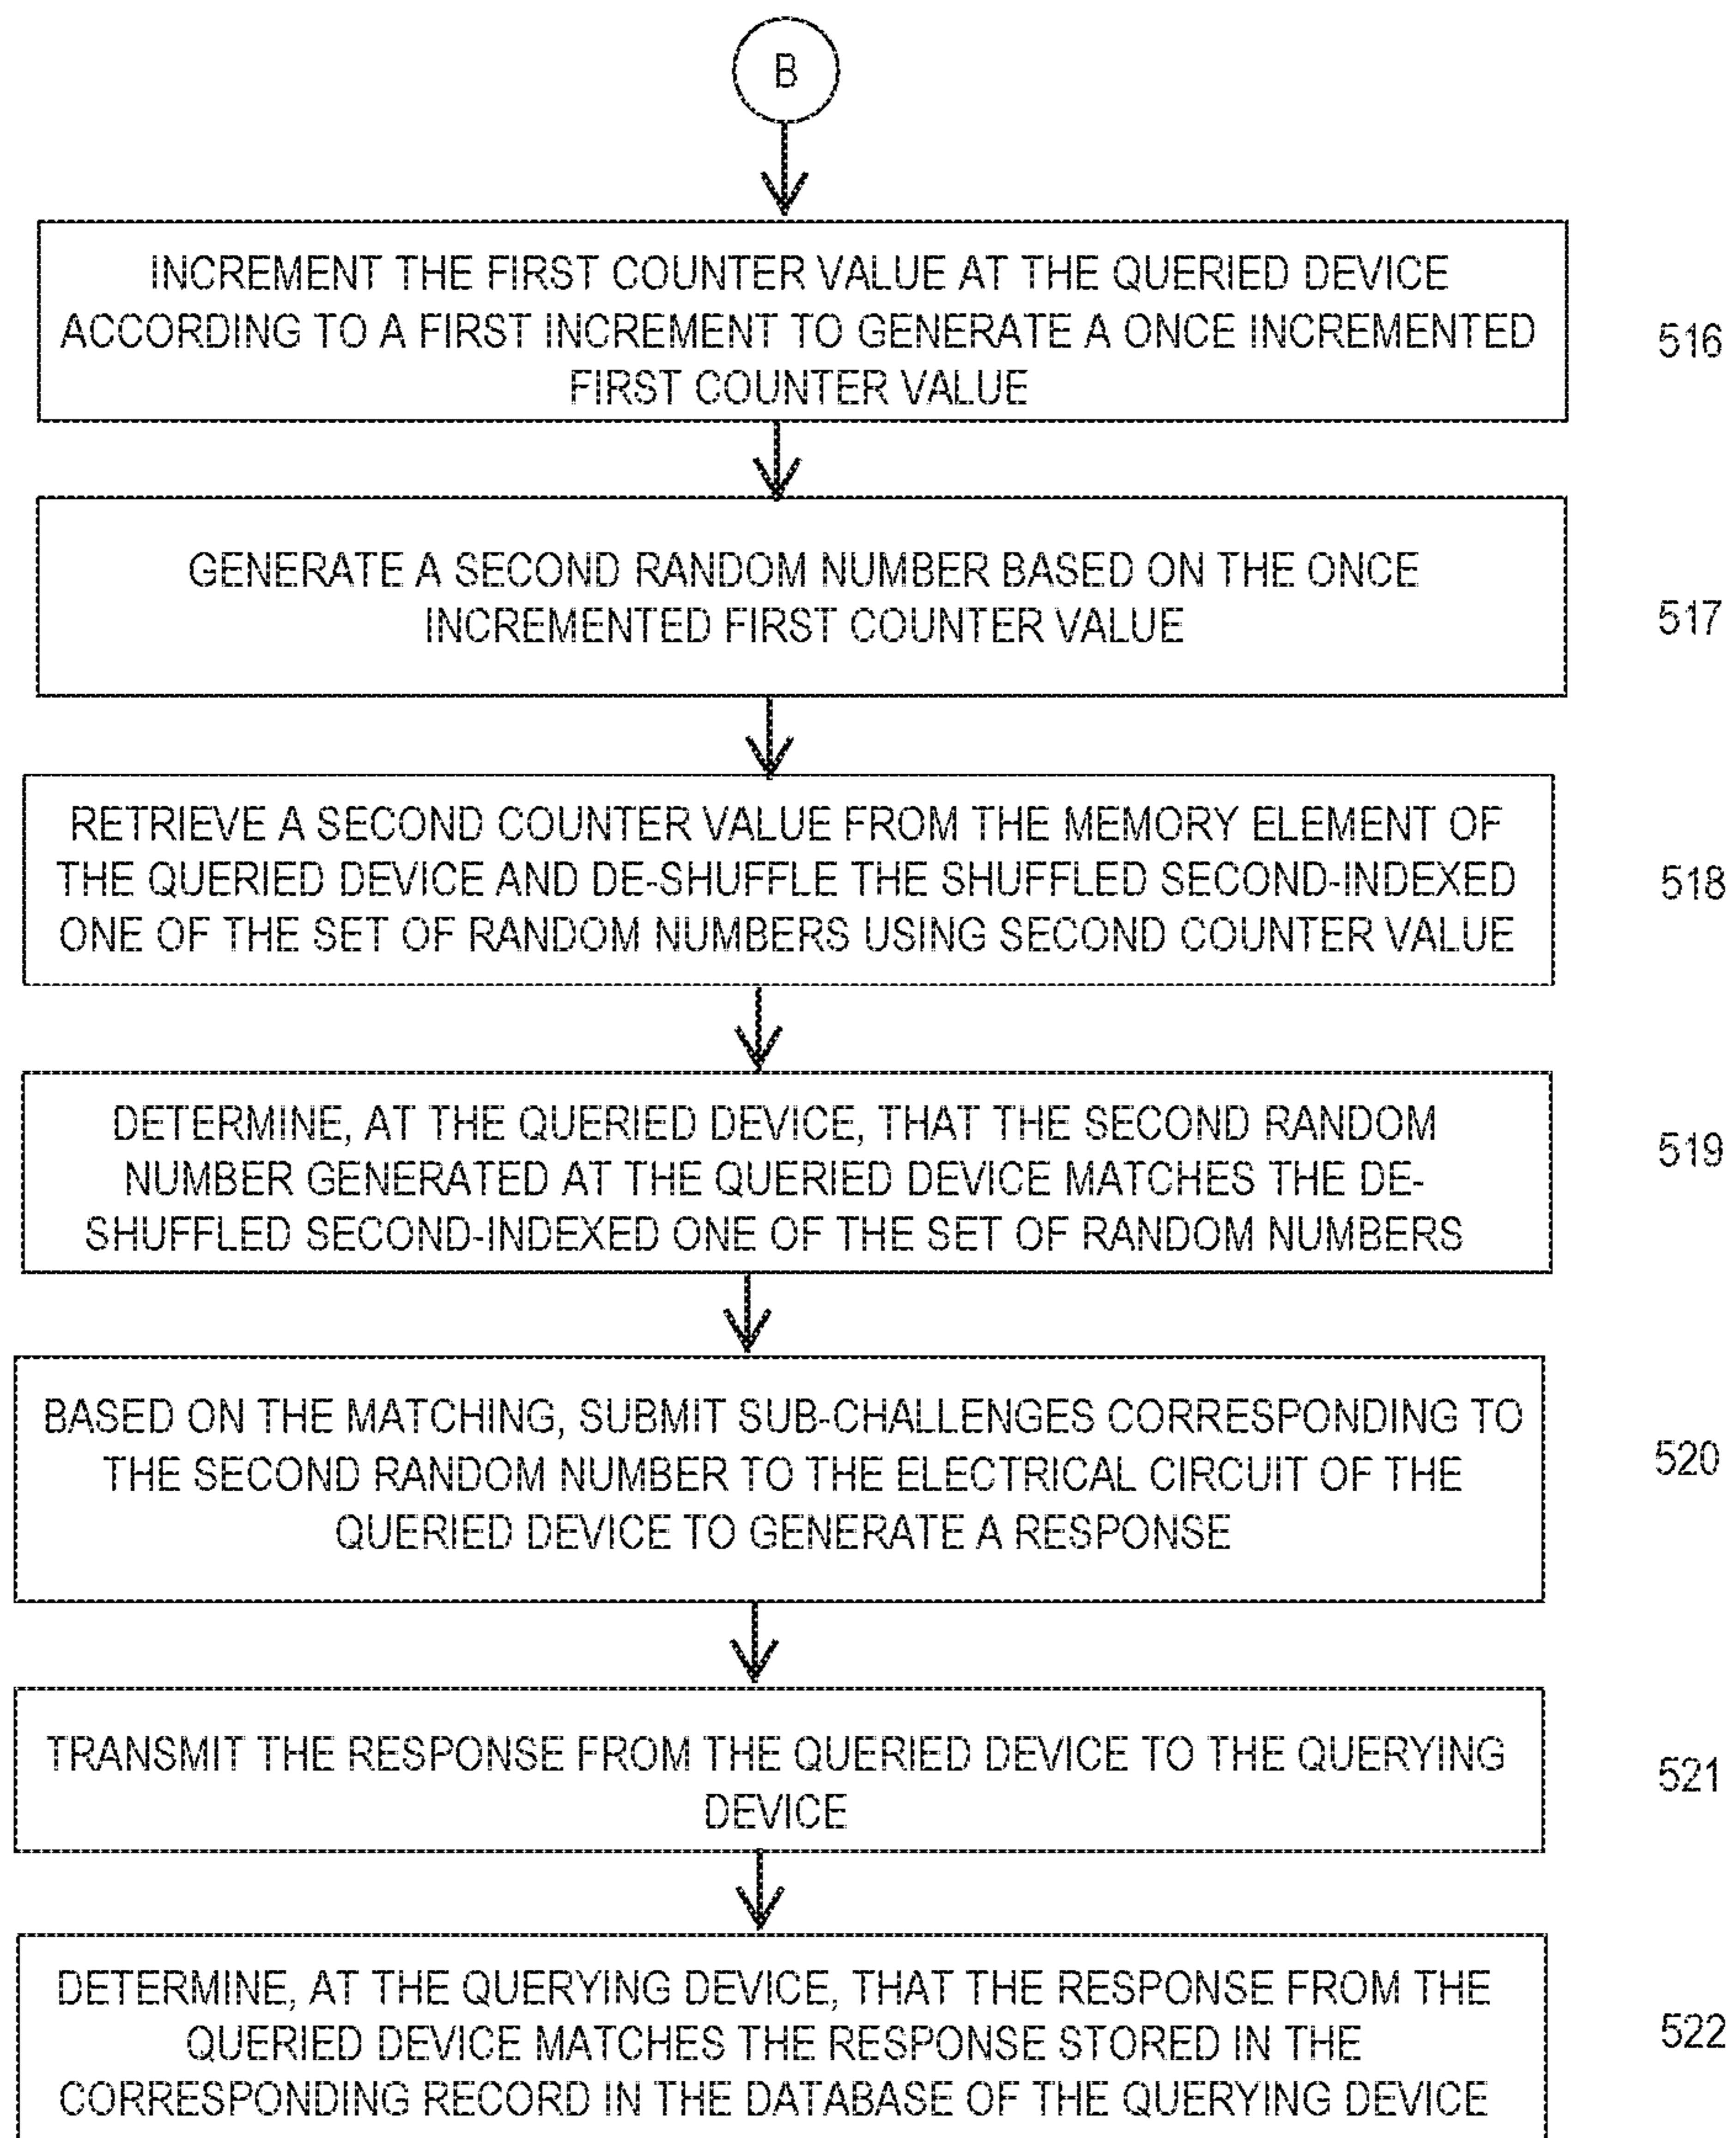 B
INCREMENT THE FIRST COUNTER VALUE AT THE QUERIED DEVICE
ACCORDING TO A FIRST INCREMENT TO GENERATE A ONCE INCREMENTED
FIRST COUNTER VALUE
516
GENERATE A SECOND RANDOM NUMBER BASED ON THE ONCE
INCREMENTED FIRST COUNTER VALUE
517
RETRIEVE A SECOND COUNTER VALUE FROM THE MEMORY ELEMENT OF
THE QUERIED DEVICE AND DE-SHUFFLE THE SHUFFLED SECOND-INDEXED
ONE OF THE SET OF RANDOM NUMBERS USING SECOND COUNTER VALUE
518
DETERMINE, AT THE QUERIED DEVICE, THAT THE SECOND RANDOM
NUMBER GENERATED AT THE QUERIED DEVICE MATCHES THE DE-
SHUFFLED SECOND-INDEXED ONE OF THE SET OF RANDOM NUMBERS
519
BASED ON THE MATCHING, SUBMIT SUB-CHALLENGES CORRESPONDING TO
THE SECOND RANDOM NUMBER TO THE ELECTRICAL CIRCUIT OF THE
QUERIED DEVICE TO GENERATE A RESPONSE
520
TRANSMIT THE RESPONSE FROM THE QUERIED DEVICE TO THE QUERYING
DEVICE
521
DETERMINE, AT THE QUERYING DEVICE, THAT THE RESPONSE FROM THE
QUERIED DEVICE MATCHES THE RESPONSE STORED IN THE
CORRESPONDING RECORD IN THE DATABASE OF THE QUERYING DEVICE
522